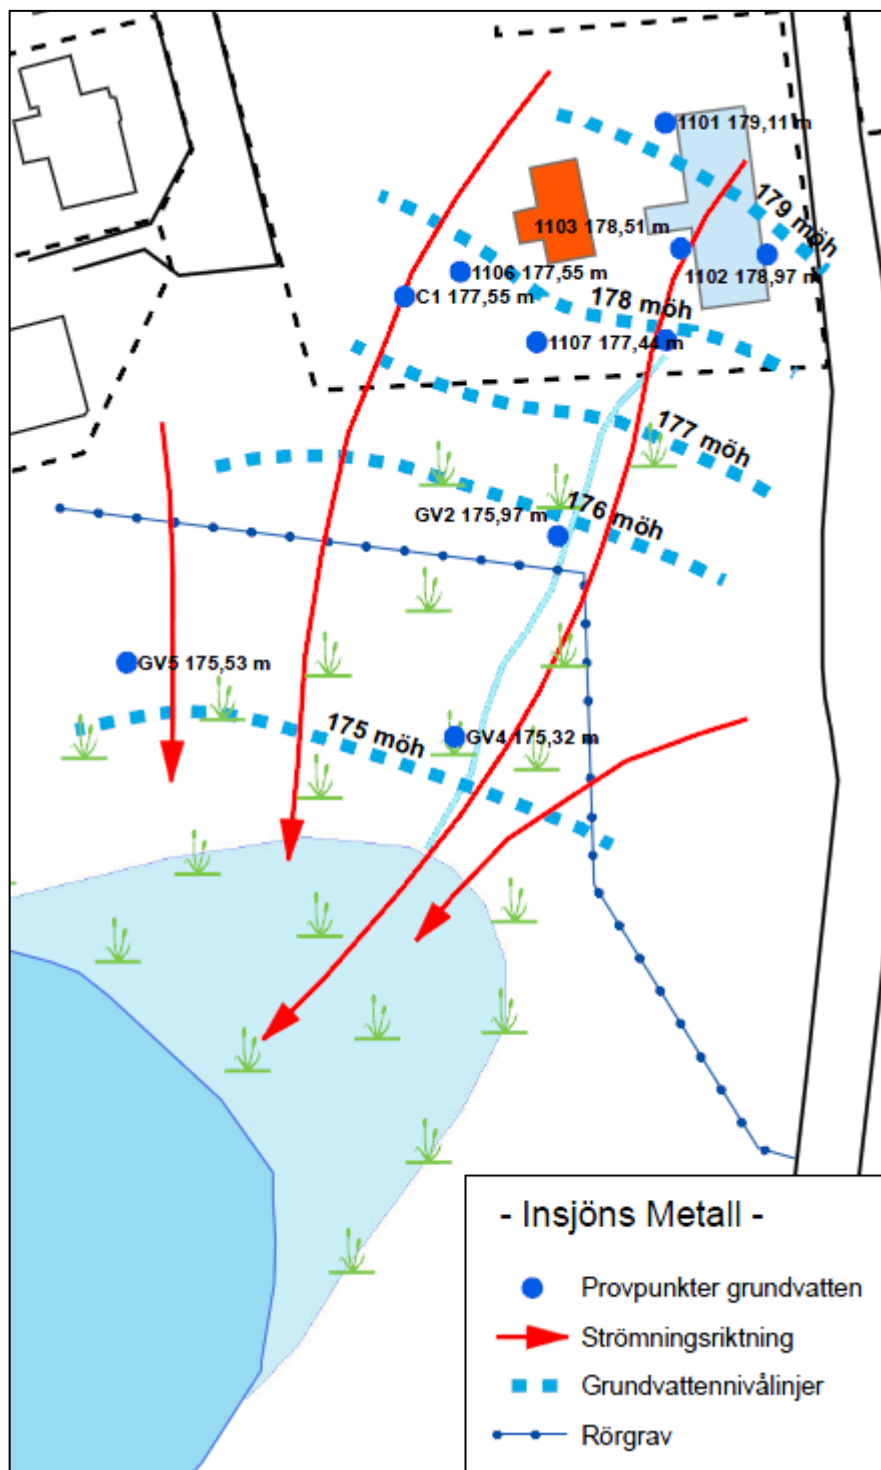 1101 179,11 m
179 möh
1103 178,51 m
1102 178,97 m
1106 177,55 m
C1 177,55 m
178 möh
1107 177,44 m
177 möh
176 möh
GV2 175,97 m
GV5 175,53 m
175 möh
GV4 175,32 m
- Insjöns Metall -
Provpunkter grundvatten
Strömningsriktning
Grundvattennivålinjer
Rörgrav